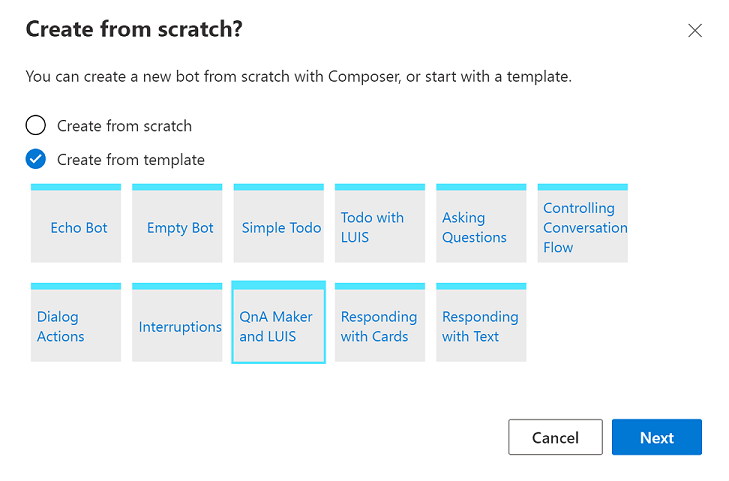 Create from scratch?
You can create a new bot from scratch with Composer, or start with a template.
Create from scratch
Create from template
Echo Bot
Empty Bot
Simple Todo
Todo with
LUIS
Asking
Questions
Controlling
Conversation
Flow
Dialog
Actions
Interruptions
QnA Maker
and LUIS
Responding
with Cards
Responding
with Text
Cancel
Next